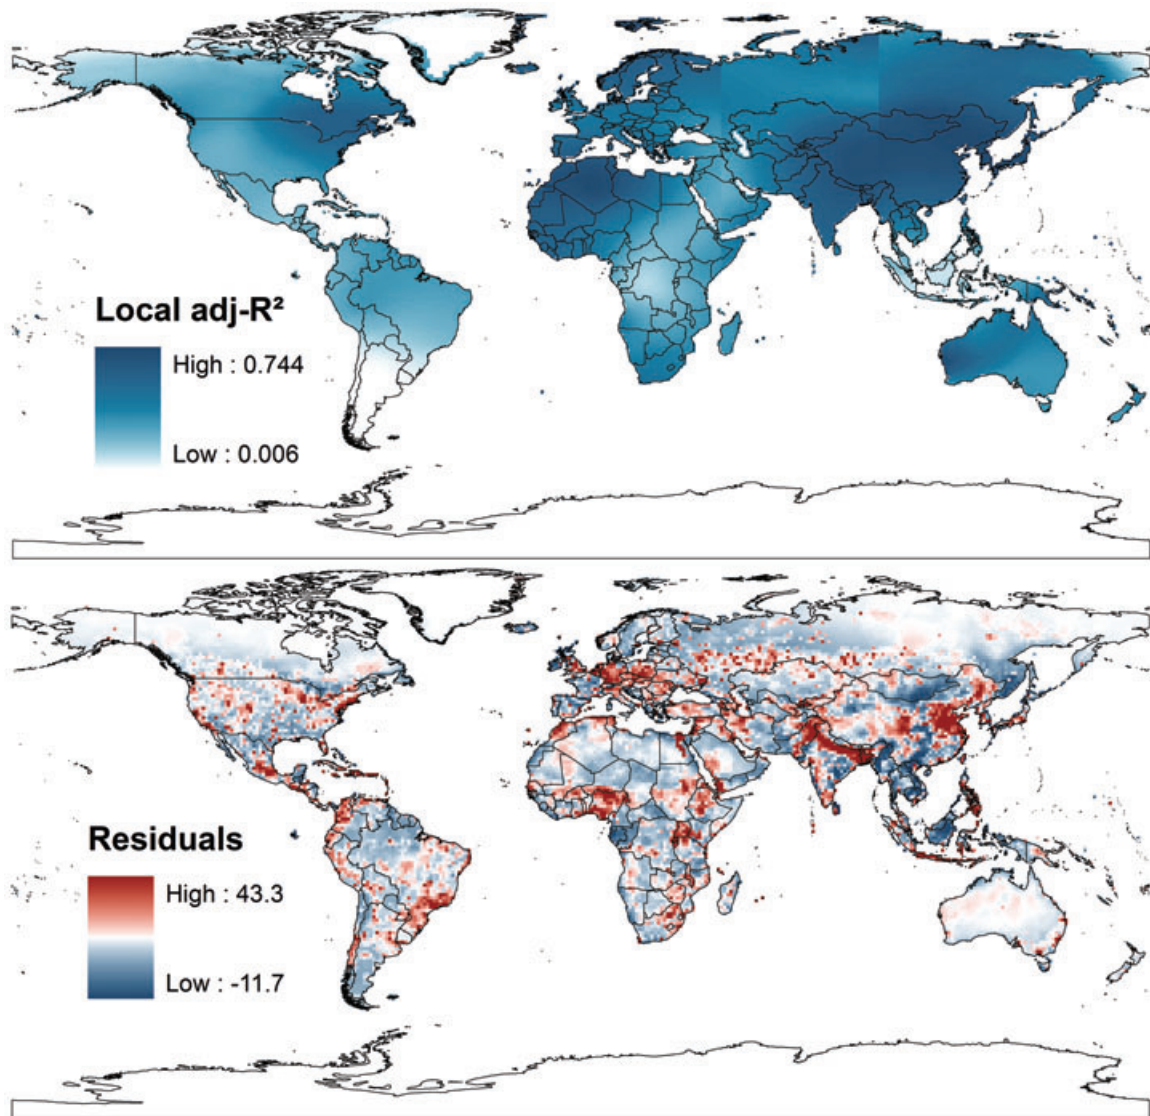 Local adj-R²
High : 0.744
Low : 0.006
Residuals
High : 43.3
Low : -11.7